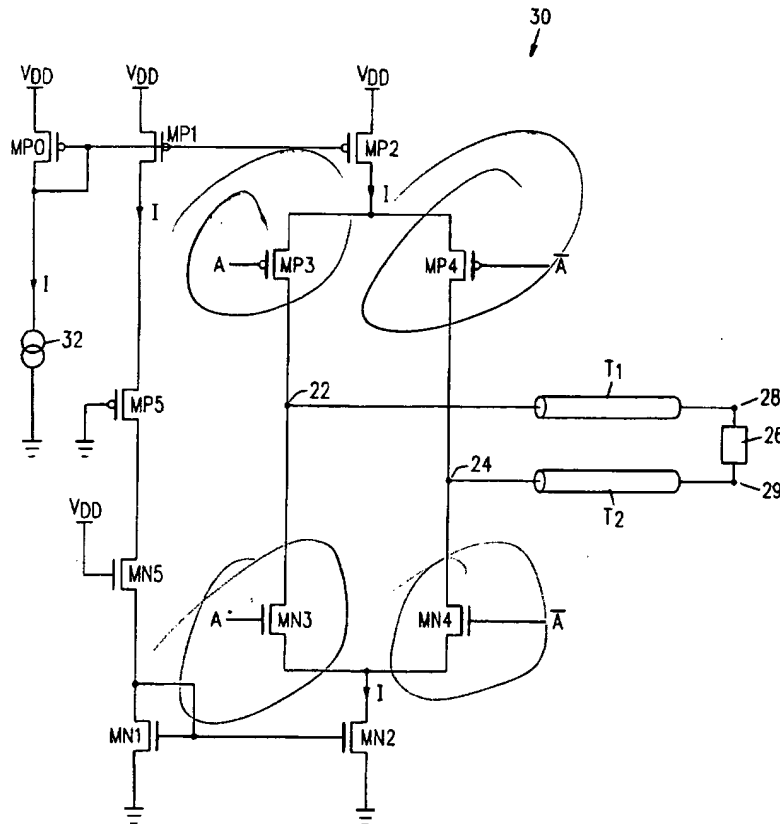 30
VDD VDD VDD
MP0 MP1 MP2
I I
A MP3 MP4 A̅
I
32
T1 28
22
MP5 26
24
29
T2
VDD
MN5
A MN3 MN4 A̅
I
MN1 MN2